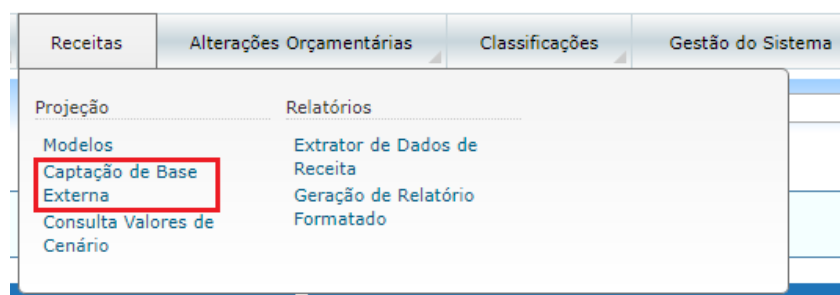 Receitas Alterações Orçamentárias Classificações Gestão do Sistema
Projeção
Modelos
Captação de Base
Externa
Consulta Valores de
Cenário
Relatórios
Extrator de Dados de
Receita
Geração de Relatório
Formatado